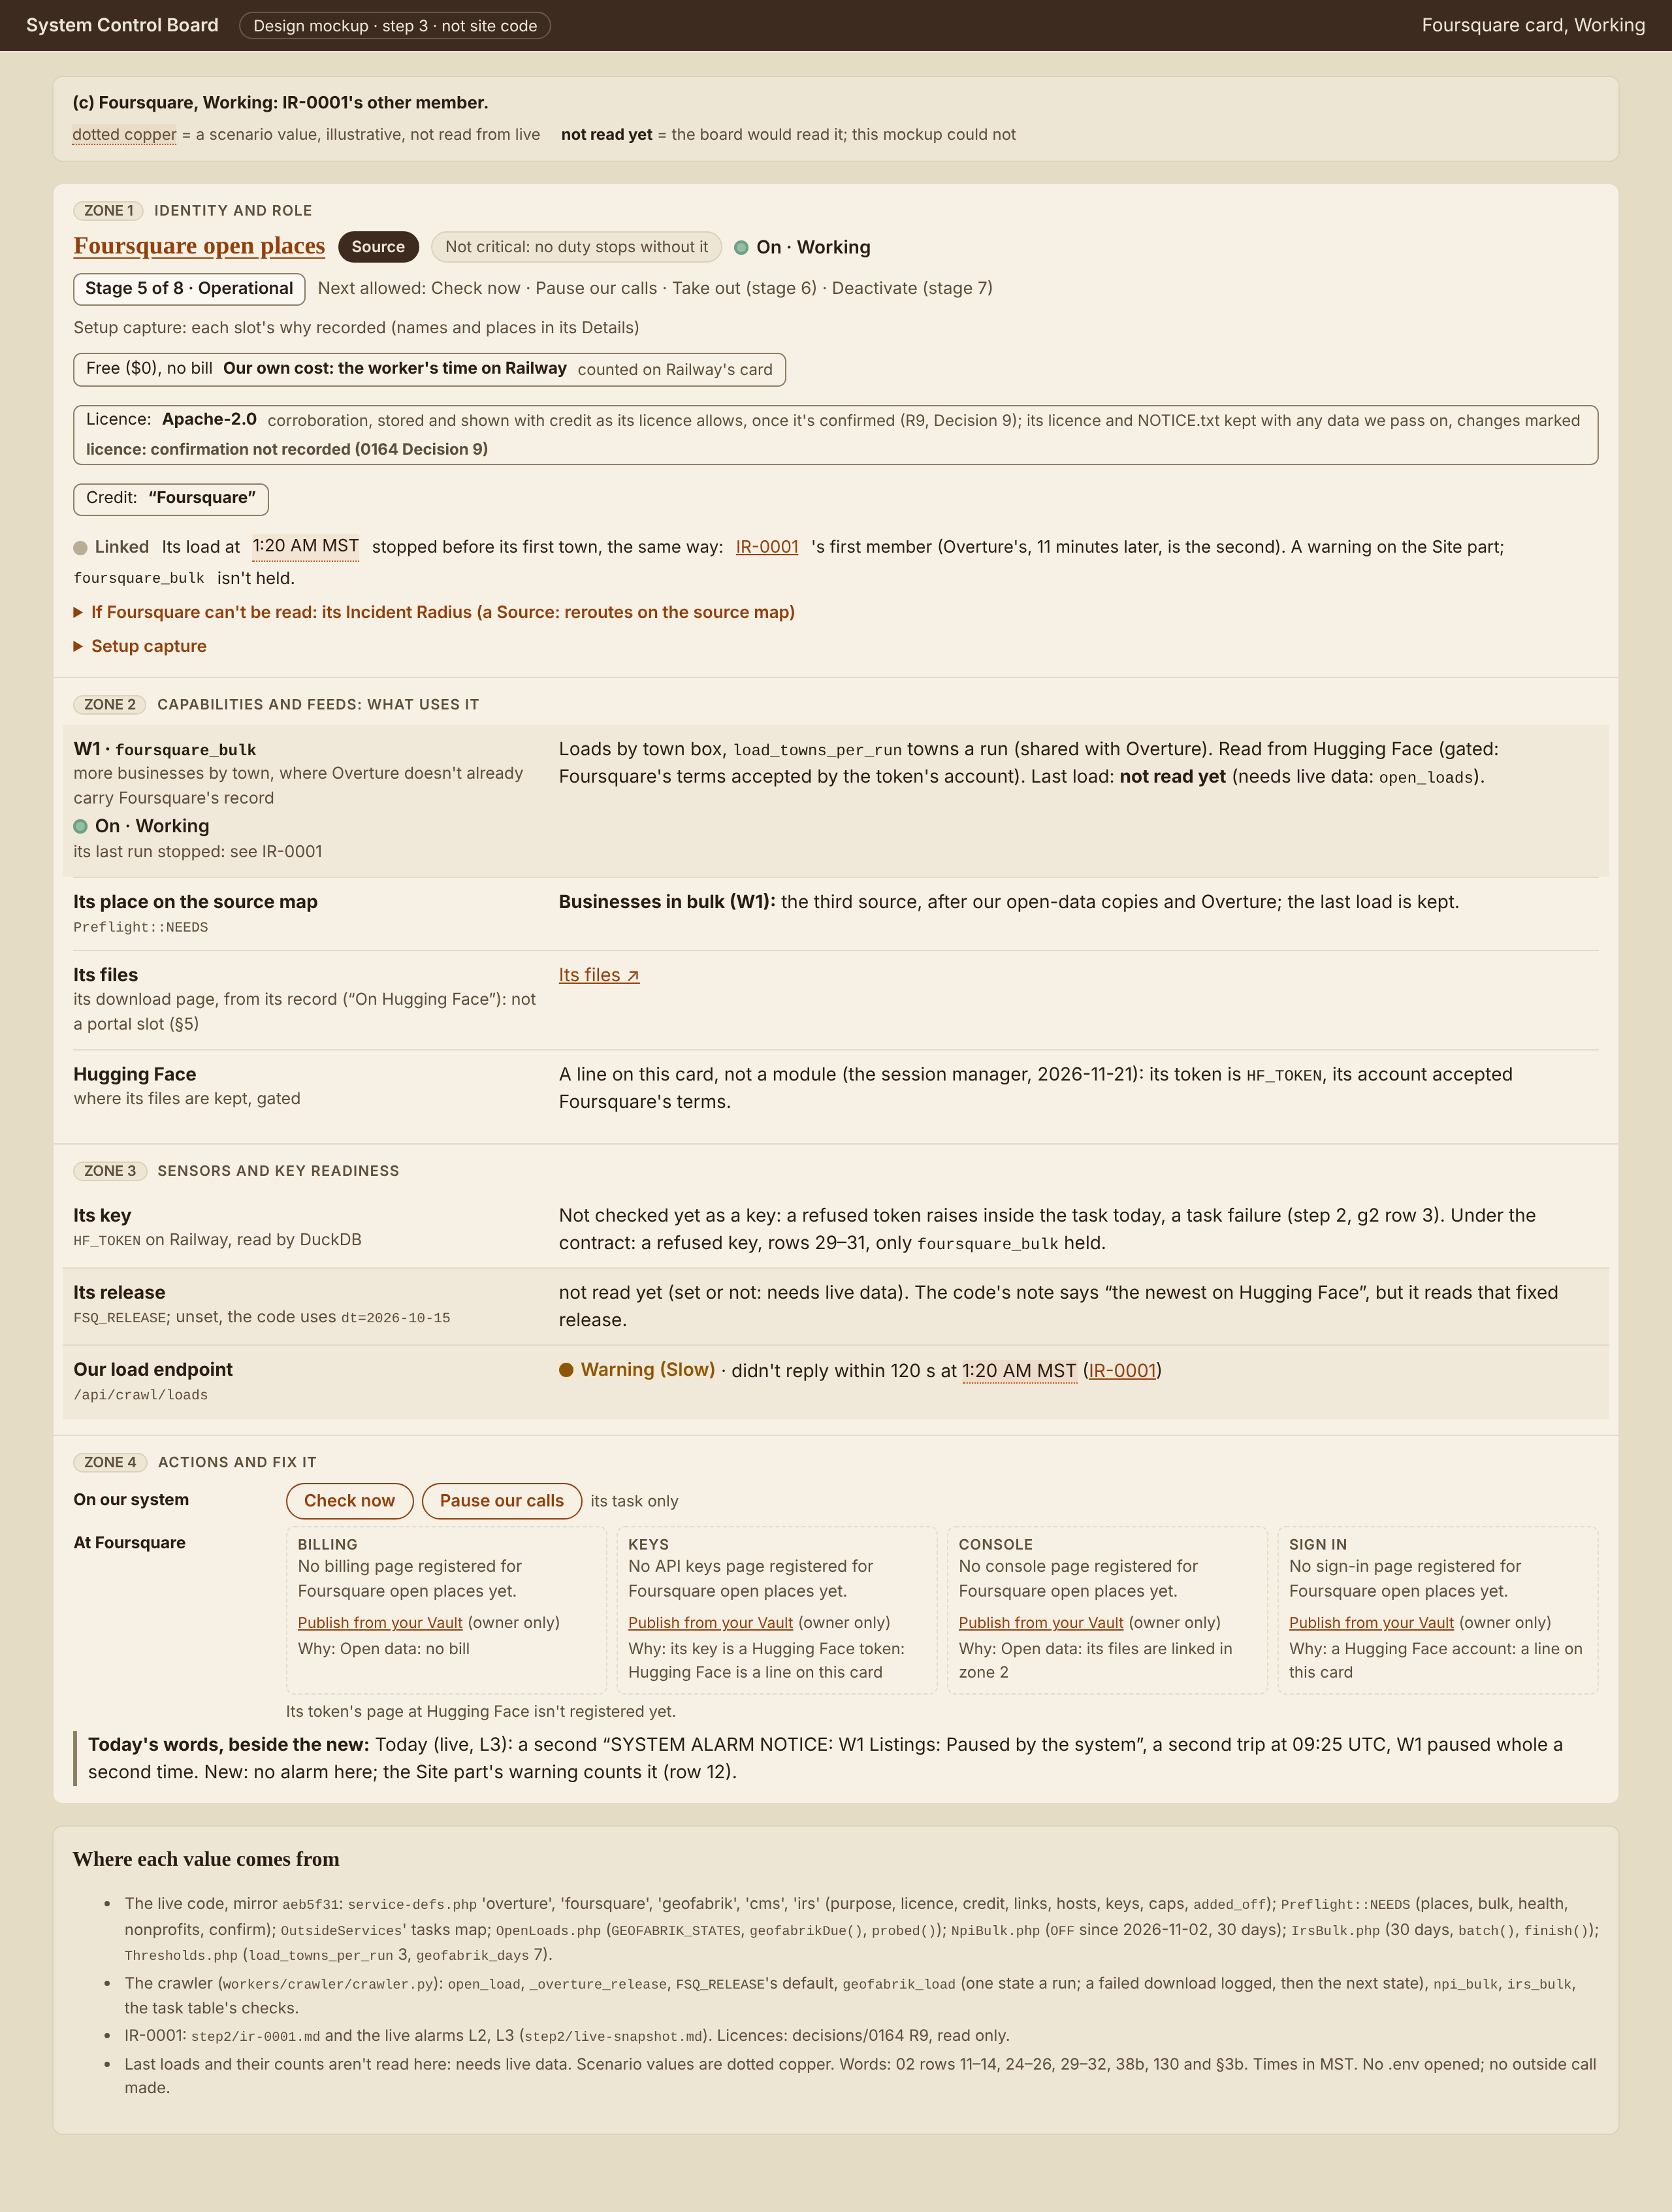 System Control Board
Design mockup · step 3 · not site code
Foursquare card, Working
(c) Foursquare, Working: IR-0001's other member.
dotted copper = a scenario value, illustrative, not read from live not read yet = the board would read it; this mockup could not
ZONE 1 IDENTITY AND ROLE
Foursquare open places Source Not critical: no duty stops without it On · Working
Stage 5 of 8 · Operational Next allowed: Check now · Pause our calls · Take out (stage 6) · Deactivate (stage 7)
Setup capture: each slot's why recorded (names and places in its Details)
Free ($0), no bill Our own cost: the worker's time on Railway counted on Railway's card
Licence: Apache-2.0 corroboration, stored and shown with credit as its licence allows, once it's confirmed (R9, Decision 9); its licence and NOTICE.txt kept with any data we pass on, changes marked
licence: confirmation not recorded (0164 Decision 9)
Credit: “Foursquare”
Linked Its load at 1:20 AM MST stopped before its first town, the same way: IR-0001 's first member (Overture's, 11 minutes later, is the second). A warning on the Site part;
foursquare_bulk isn't held.
▶ If Foursquare can't be read: its Incident Radius (a Source: reroutes on the source map)
▶ Setup capture
ZONE 2 CAPABILITIES AND FEEDS: WHAT USES IT
W1 · foursquare_bulk
more businesses by town, where Overture doesn't already
carry Foursquare's record
On · Working
its last run stopped: see IR-0001
Loads by town box, load_towns_per_run towns a run (shared with Overture). Read from Hugging Face (gated:
Foursquare's terms accepted by the token's account). Last load: not read yet (needs live data: open_loads).
Its place on the source map
Preflight::NEEDS
Businesses in bulk (W1): the third source, after our open-data copies and Overture; the last load is kept.
Its files
its download page, from its record (“On Hugging Face”): not
a portal slot (§5)
Its files ↗
Hugging Face
where its files are kept, gated
A line on this card, not a module (the session manager, 2026-11-21): its token is HF_TOKEN, its account accepted
Foursquare's terms.
ZONE 3 SENSORS AND KEY READINESS
Its key
HF_TOKEN on Railway, read by DuckDB
Not checked yet as a key: a refused token raises inside the task today, a task failure (step 2, g2 row 3). Under the
contract: a refused key, rows 29–31, only foursquare_bulk held.
Its release
FSQ_RELEASE; unset, the code uses dt=2026-10-15
not read yet (set or not: needs live data). The code's note says “the newest on Hugging Face”, but it reads that fixed
release.
Our load endpoint
/api/crawl/loads
Warning (Slow) · didn't reply within 120 s at 1:20 AM MST (IR-0001)
ZONE 4 ACTIONS AND FIX IT
On our system Check now Pause our calls its task only
At Foursquare
BILLING
No billing page registered for
Foursquare open places yet.
Publish from your Vault (owner only)
Why: Open data: no bill
KEYS
No API keys page registered for
Foursquare open places yet.
Publish from your Vault (owner only)
Why: its key is a Hugging Face token:
Hugging Face is a line on this card
CONSOLE
No console page registered for
Foursquare open places yet.
Publish from your Vault (owner only)
Why: Open data: its files are linked in
zone 2
SIGN IN
No sign-in page registered for
Foursquare open places yet.
Publish from your Vault (owner only)
Why: a Hugging Face account: a line on
this card
Its token's page at Hugging Face isn't registered yet.
Today's words, beside the new: Today (live, L3): a second “SYSTEM ALARM NOTICE: W1 Listings: Paused by the system”, a second trip at 09:25 UTC, W1 paused whole a
second time. New: no alarm here; the Site part's warning counts it (row 12).
Where each value comes from
• The live code, mirror aeb5f31: service-defs.php 'overture', 'foursquare', 'geofabrik', 'cms', 'irs' (purpose, licence, credit, links, hosts, keys, caps, added_off); Preflight::NEEDS (places, bulk, health,
nonprofits, confirm); OutsideServices' tasks map; OpenLoads.php (GEOFABRIK_STATES, geofabrikDue(), probed()); NpiBulk.php (OFF since 2026-11-02, 30 days); IrsBulk.php (30 days, batch(), finish());
Thresholds.php (load_towns_per_run 3, geofabrik_days 7).
• The crawler (workers/crawler/crawler.py): open_load, _overture_release, FSQ_RELEASE's default, geofabrik_load (one state a run; a failed download logged, then the next state), npi_bulk, irs_bulk,
the task table's checks.
• IR-0001: step2/ir-0001.md and the live alarms L2, L3 (step2/live-snapshot.md). Licences: decisions/0164 R9, read only.
• Last loads and their counts aren't read here: needs live data. Scenario values are dotted copper. Words: 02 rows 11–14, 24–26, 29–32, 38b, 130 and §3b. Times in MST. No .env opened; no outside call
made.